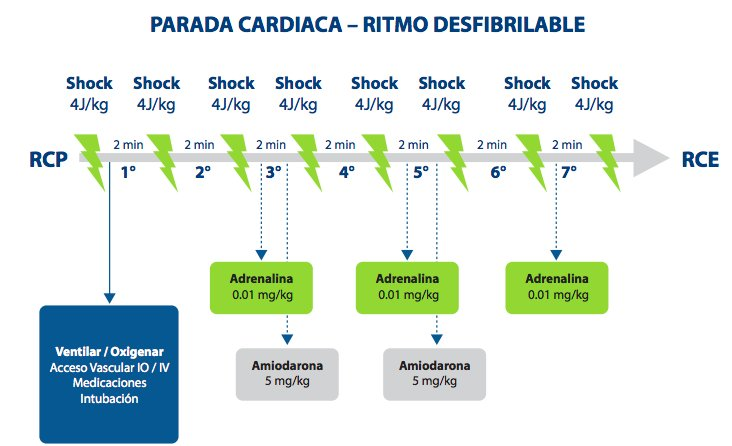 PARADA CARDIACA – RITMO DESFIBRILABLE
Shock Shock Shock Shock Shock Shock Shock Shock
4J/kg 4J/kg 4J/kg 4J/kg 4J/kg 4J/kg 4J/kg 4J/kg
2 min 2 min 2 min 2 min 2 min 2 min 2 min
RCP RCE
1° 2° 3° 4° 5° 6° 7°
Adrenalina Adrenalina Adrenalina
0.01 mg/kg 0.01 mg/kg 0.01 mg/kg
Ventilar / Oxigenar
Acceso Vascular IO / IV
Medicaciones
Intubación
Amiodarona Amiodarona
5 mg/kg 5 mg/kg